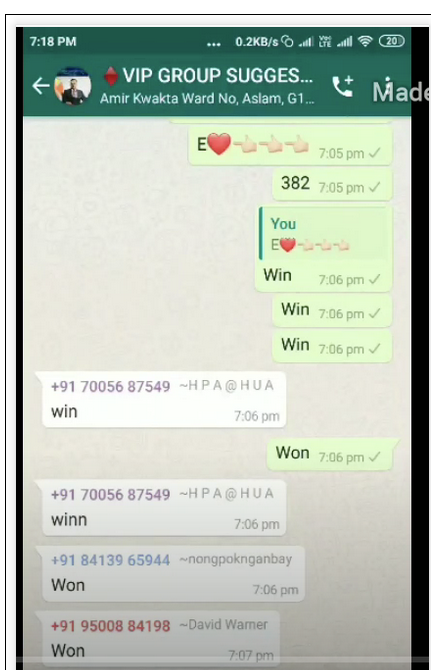 7:18 PM ... 0.2KB/s VoI LTE 20
VIP GROUP SUGGES...
Amir Kwakta Ward No, Aslam, G1...
Made
E❤️👈🏻👈🏻👈🏻 7:05 pm
382 7:05 pm
You
E❤️👈🏻👈🏻👈🏻
Win 7:06 pm
Win 7:06 pm
Win 7:06 pm
+91 70056 87549 ~H P A @ H U A
win 7:06 pm
Won 7:06 pm
+91 70056 87549 ~H P A @ H U A
winn 7:06 pm
+91 84139 65944 ~nongpoknganbay
Won 7:06 pm
+91 95008 84198 ~David Warner
Won 7:07 pm